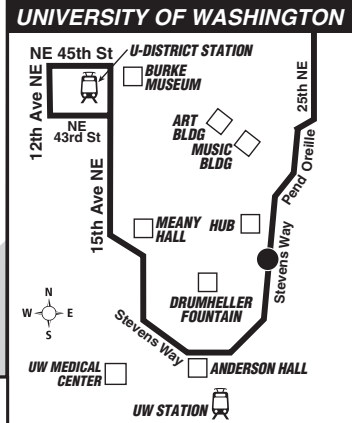 UNIVERSITY OF WASHINGTON
NE 45th St
U-DISTRICT STATION
BURKE
MUSEUM
12th Ave NE
NE
43rd St
25th NE
ART
BLDG
MUSIC
BLDG
Pend Oreille
15th Ave NE
MEANY
HALL
HUB
Stevens Way
DRUMHELLER
FOUNTAIN
N
W
E
S
Stevens Way
UW MEDICAL
CENTER
ANDERSON HALL
UW STATION